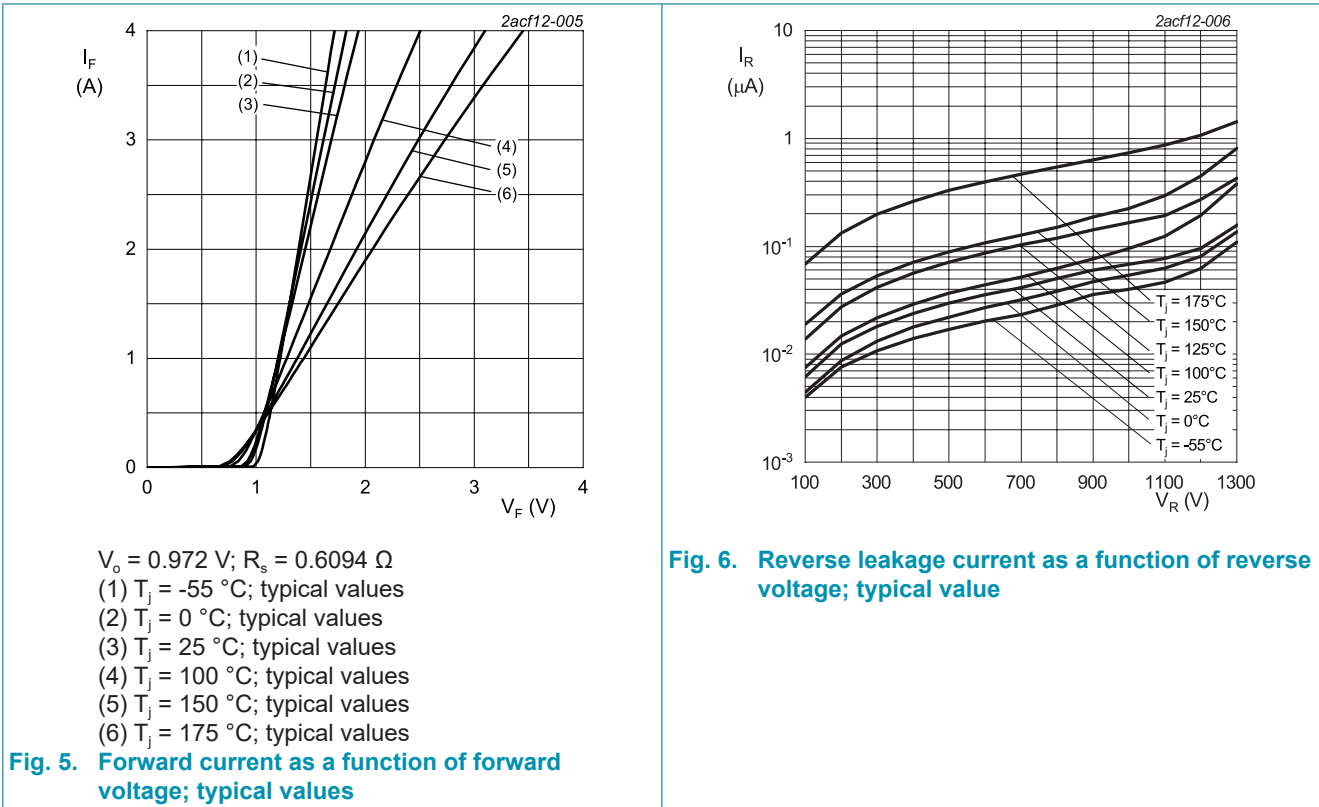 2acf12-005
4
I_F
(A)
(1)
(2)
(3)
3
(4)
(5)
(6)
2
1
0
0 1 2 3 4
V_F (V)
V_o = 0.972 V; R_s = 0.6094 Ω
(1) T_j = -55 °C; typical values
(2) T_j = 0 °C; typical values
(3) T_j = 25 °C; typical values
(4) T_j = 100 °C; typical values
(5) T_j = 150 °C; typical values
(6) T_j = 175 °C; typical values
Fig. 5. Forward current as a function of forward
voltage; typical values
2acf12-006
10
I_R
(μA)
1
10^-1
T_j = 175°C
T_j = 150°C
T_j = 125°C
10^-2
T_j = 100°C
T_j = 25°C
T_j = 0°C
T_j = -55°C
10^-3
100 300 500 700 900 1100 1300
V_R (V)
Fig. 6. Reverse leakage current as a function of reverse
voltage; typical value